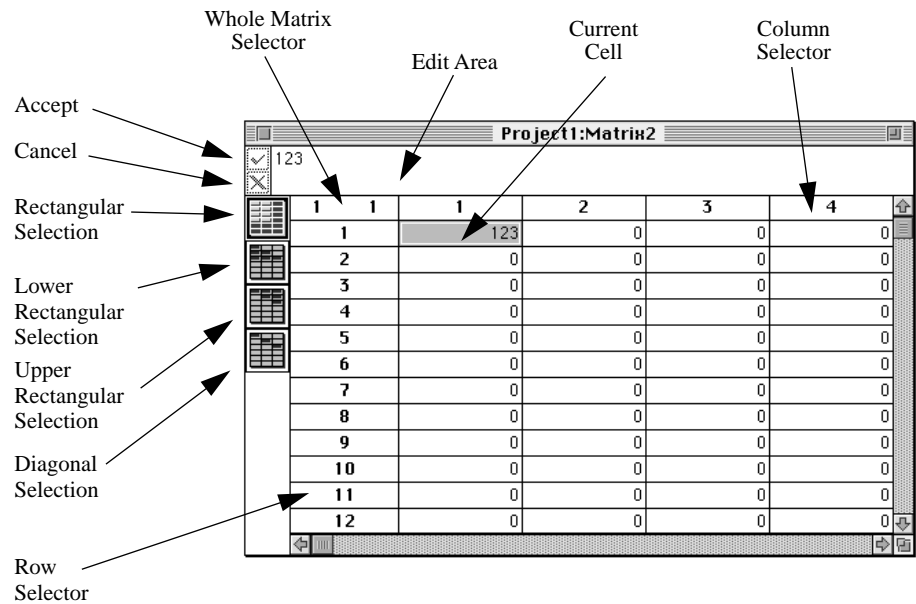 Whole Matrix
Selector
Edit Area
Current
Cell
Column
Selector
Accept
Cancel
Rectangular
Selection
Lower
Rectangular
Selection
Upper
Rectangular
Selection
Diagonal
Selection
Row
Selector
Project1:Matrix2
123
1 1 1 2 3 4
1 123 0 0 0
2 0 0 0 0
3 0 0 0 0
4 0 0 0 0
5 0 0 0 0
6 0 0 0 0
7 0 0 0 0
8 0 0 0 0
9 0 0 0 0
10 0 0 0 0
11 0 0 0 0
12 0 0 0 0